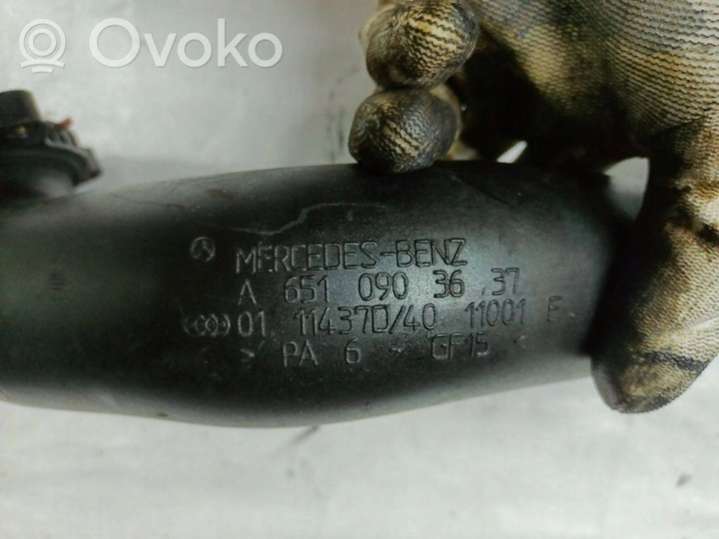 Ovoko
MERCEDES-BENZ
A 651 090 36 37
01 11437D/40 11001 F
> PA 6 - GF15 <